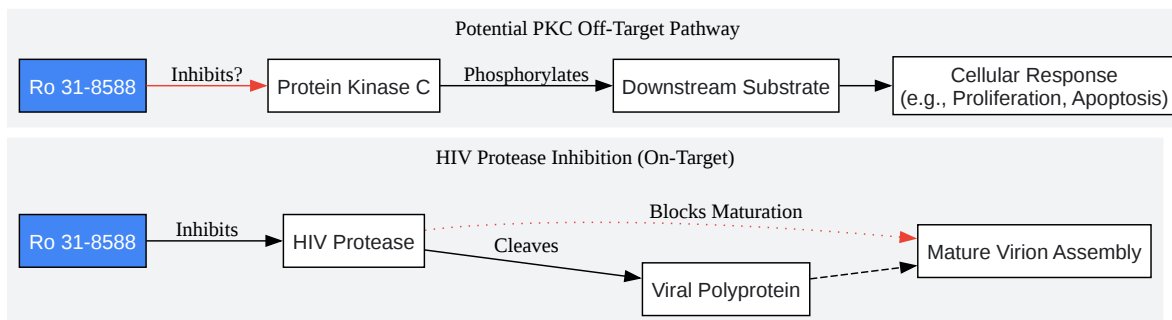 Potential PKC Off-Target Pathway
Ro 31-8588
Inhibits?
Protein Kinase C
Phosphorylates
Downstream Substrate
Cellular Response
(e.g., Proliferation, Apoptosis)
HIV Protease Inhibition (On-Target)
Ro 31-8588
Inhibits
HIV Protease
Blocks Maturation
Cleaves
Viral Polyprotein
Mature Virion Assembly